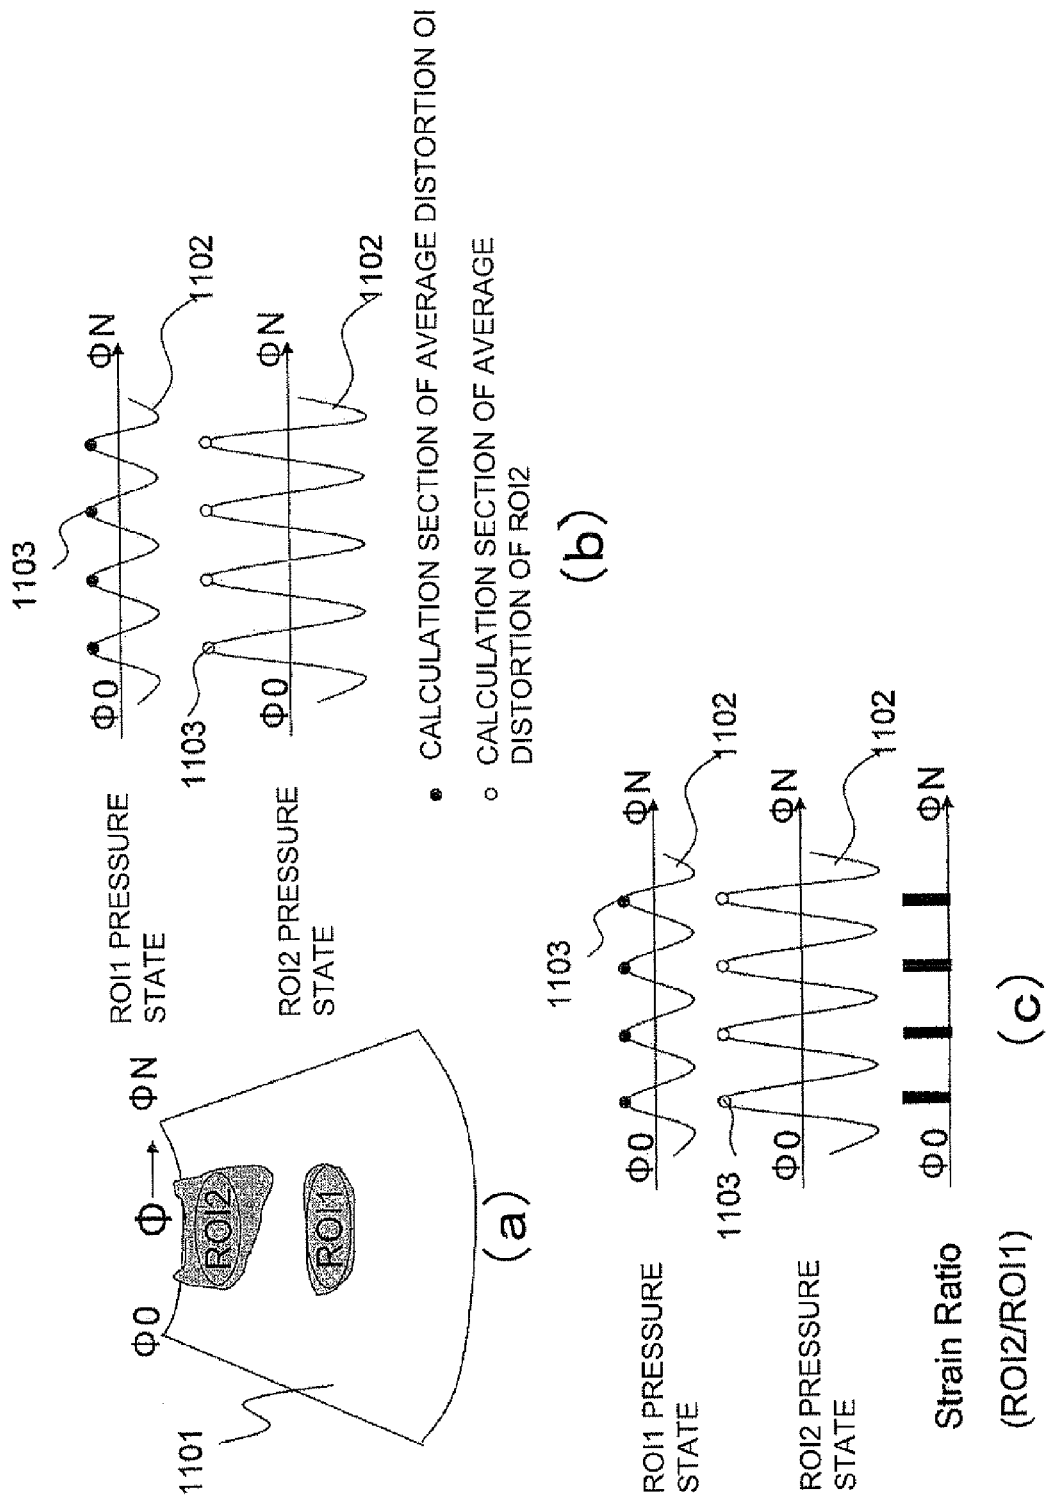 1101
Φ0
Φ
ΦN
ROI2
ROI1
(a)
ROI1 PRESSURE
STATE
1103
Φ0
ΦN
1102
ROI2 PRESSURE
STATE
1103
Φ0
ΦN
1102
● CALCULATION SECTION OF AVERAGE DISTORTION OI
○ CALCULATION SECTION OF AVERAGE
DISTORTION OF ROI2
(b)
ROI1 PRESSURE
STATE
1103
Φ0
ΦN
1102
ROI2 PRESSURE
STATE
1103
Φ0
ΦN
1102
Strain Ratio
(ROI2/ROI1)
Φ0
ΦN
(c)